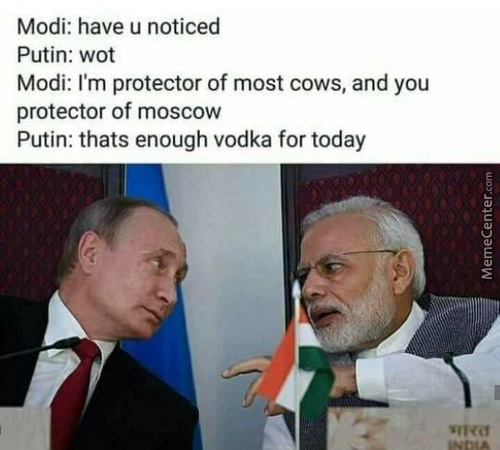 Modi: have u noticed
Putin: wot
Modi: I'm protector of most cows, and you
protector of moscow
Putin: thats enough vodka for today
MemeCenter.com
भारत
INDIA